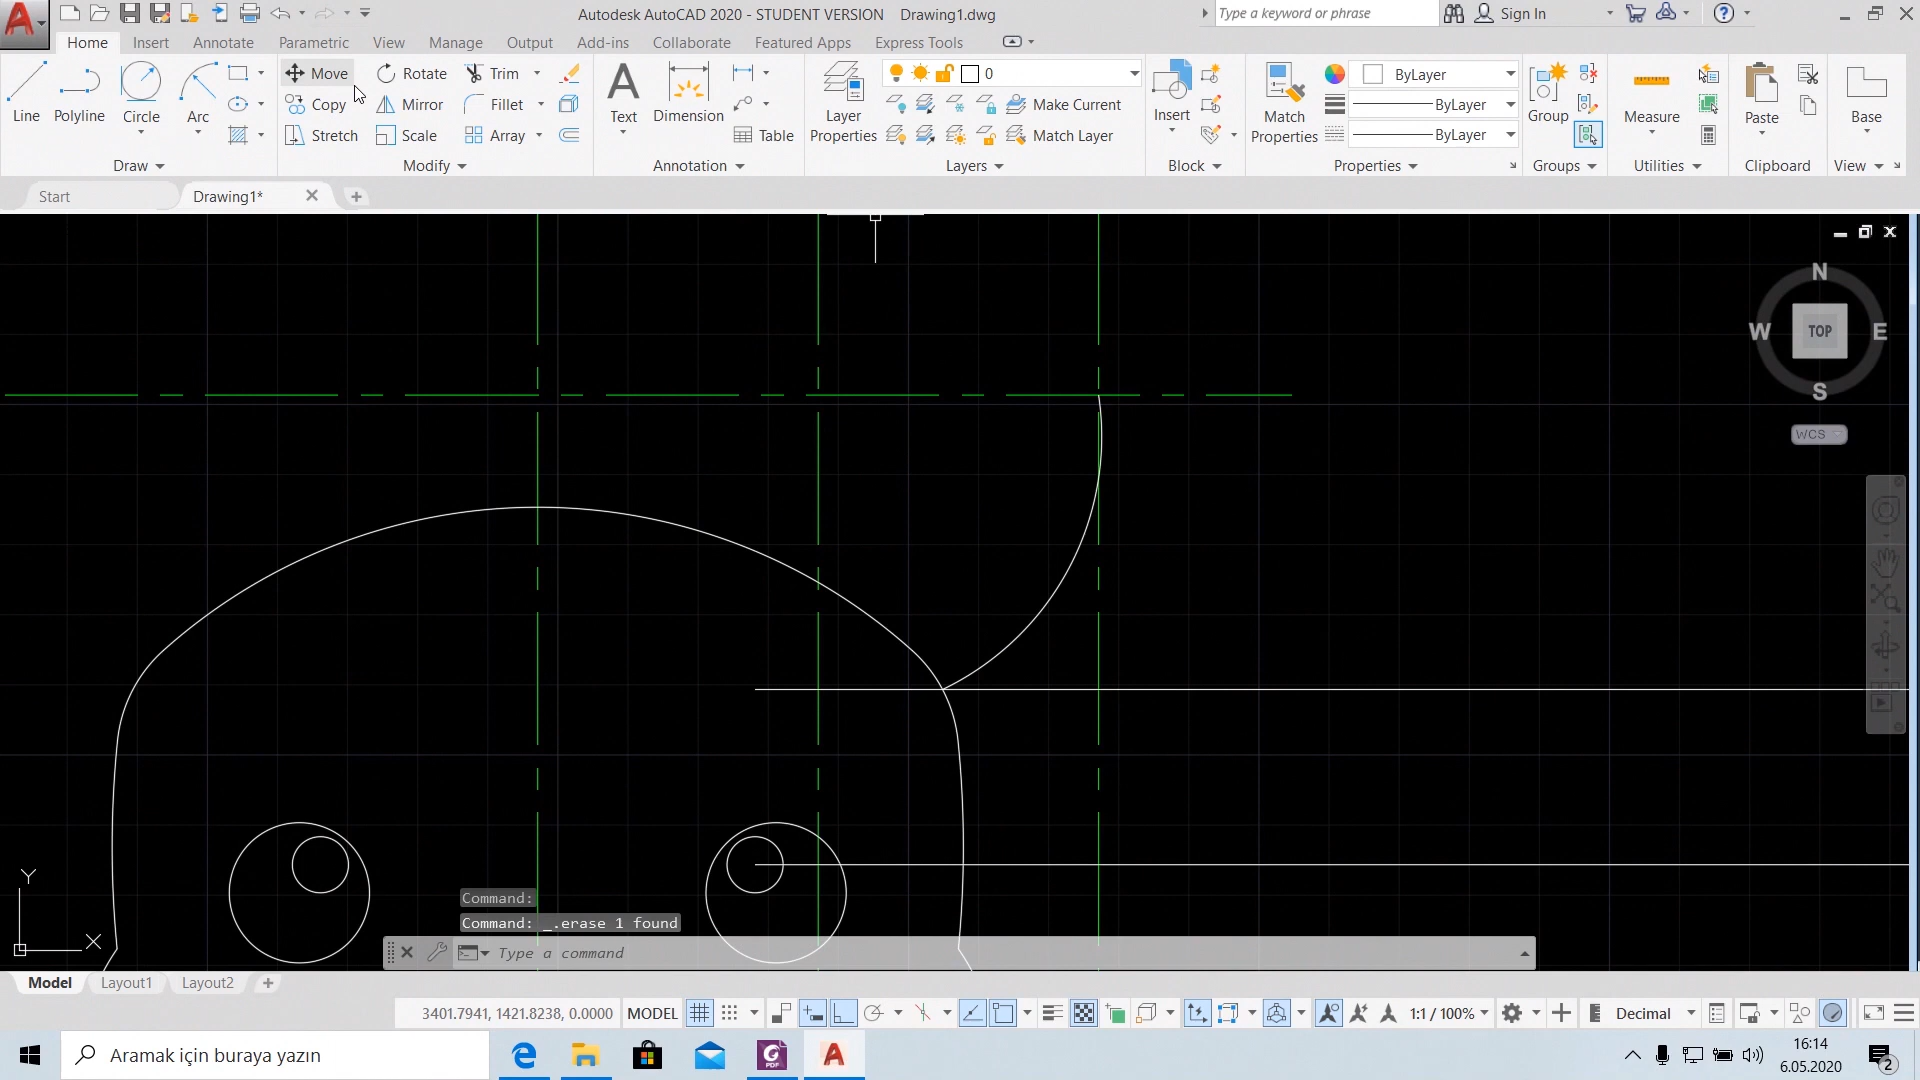 Autodesk AutoCAD 2020 - STUDENT VERSION Drawing1.dwg
Type a keyword or phrase
Sign In
Home Insert Annotate Parametric View Manage Output Add-ins Collaborate Featured Apps Express Tools
Line Polyline Circle Arc
Move Rotate Trim
Copy Mirror Fillet
Stretch Scale Array
Text Dimension Table
Layer Properties
0
Make Current
Match Layer
Insert
Match Properties
ByLayer
ByLayer
ByLayer
Group
Measure
Paste
Base
Draw Modify Annotation Layers Block Properties Groups Utilities Clipboard View
Start Drawing1*
N
W TOP E
S
WCS
Y
X
Command:
Command: _.erase 1 found
Type a command
Model Layout1 Layout2
3401.7941, 1421.8238, 0.0000 MODEL 1:1 / 100% Decimal
Aramak için buraya yazın
PDF
16:14
6.05.2020
2